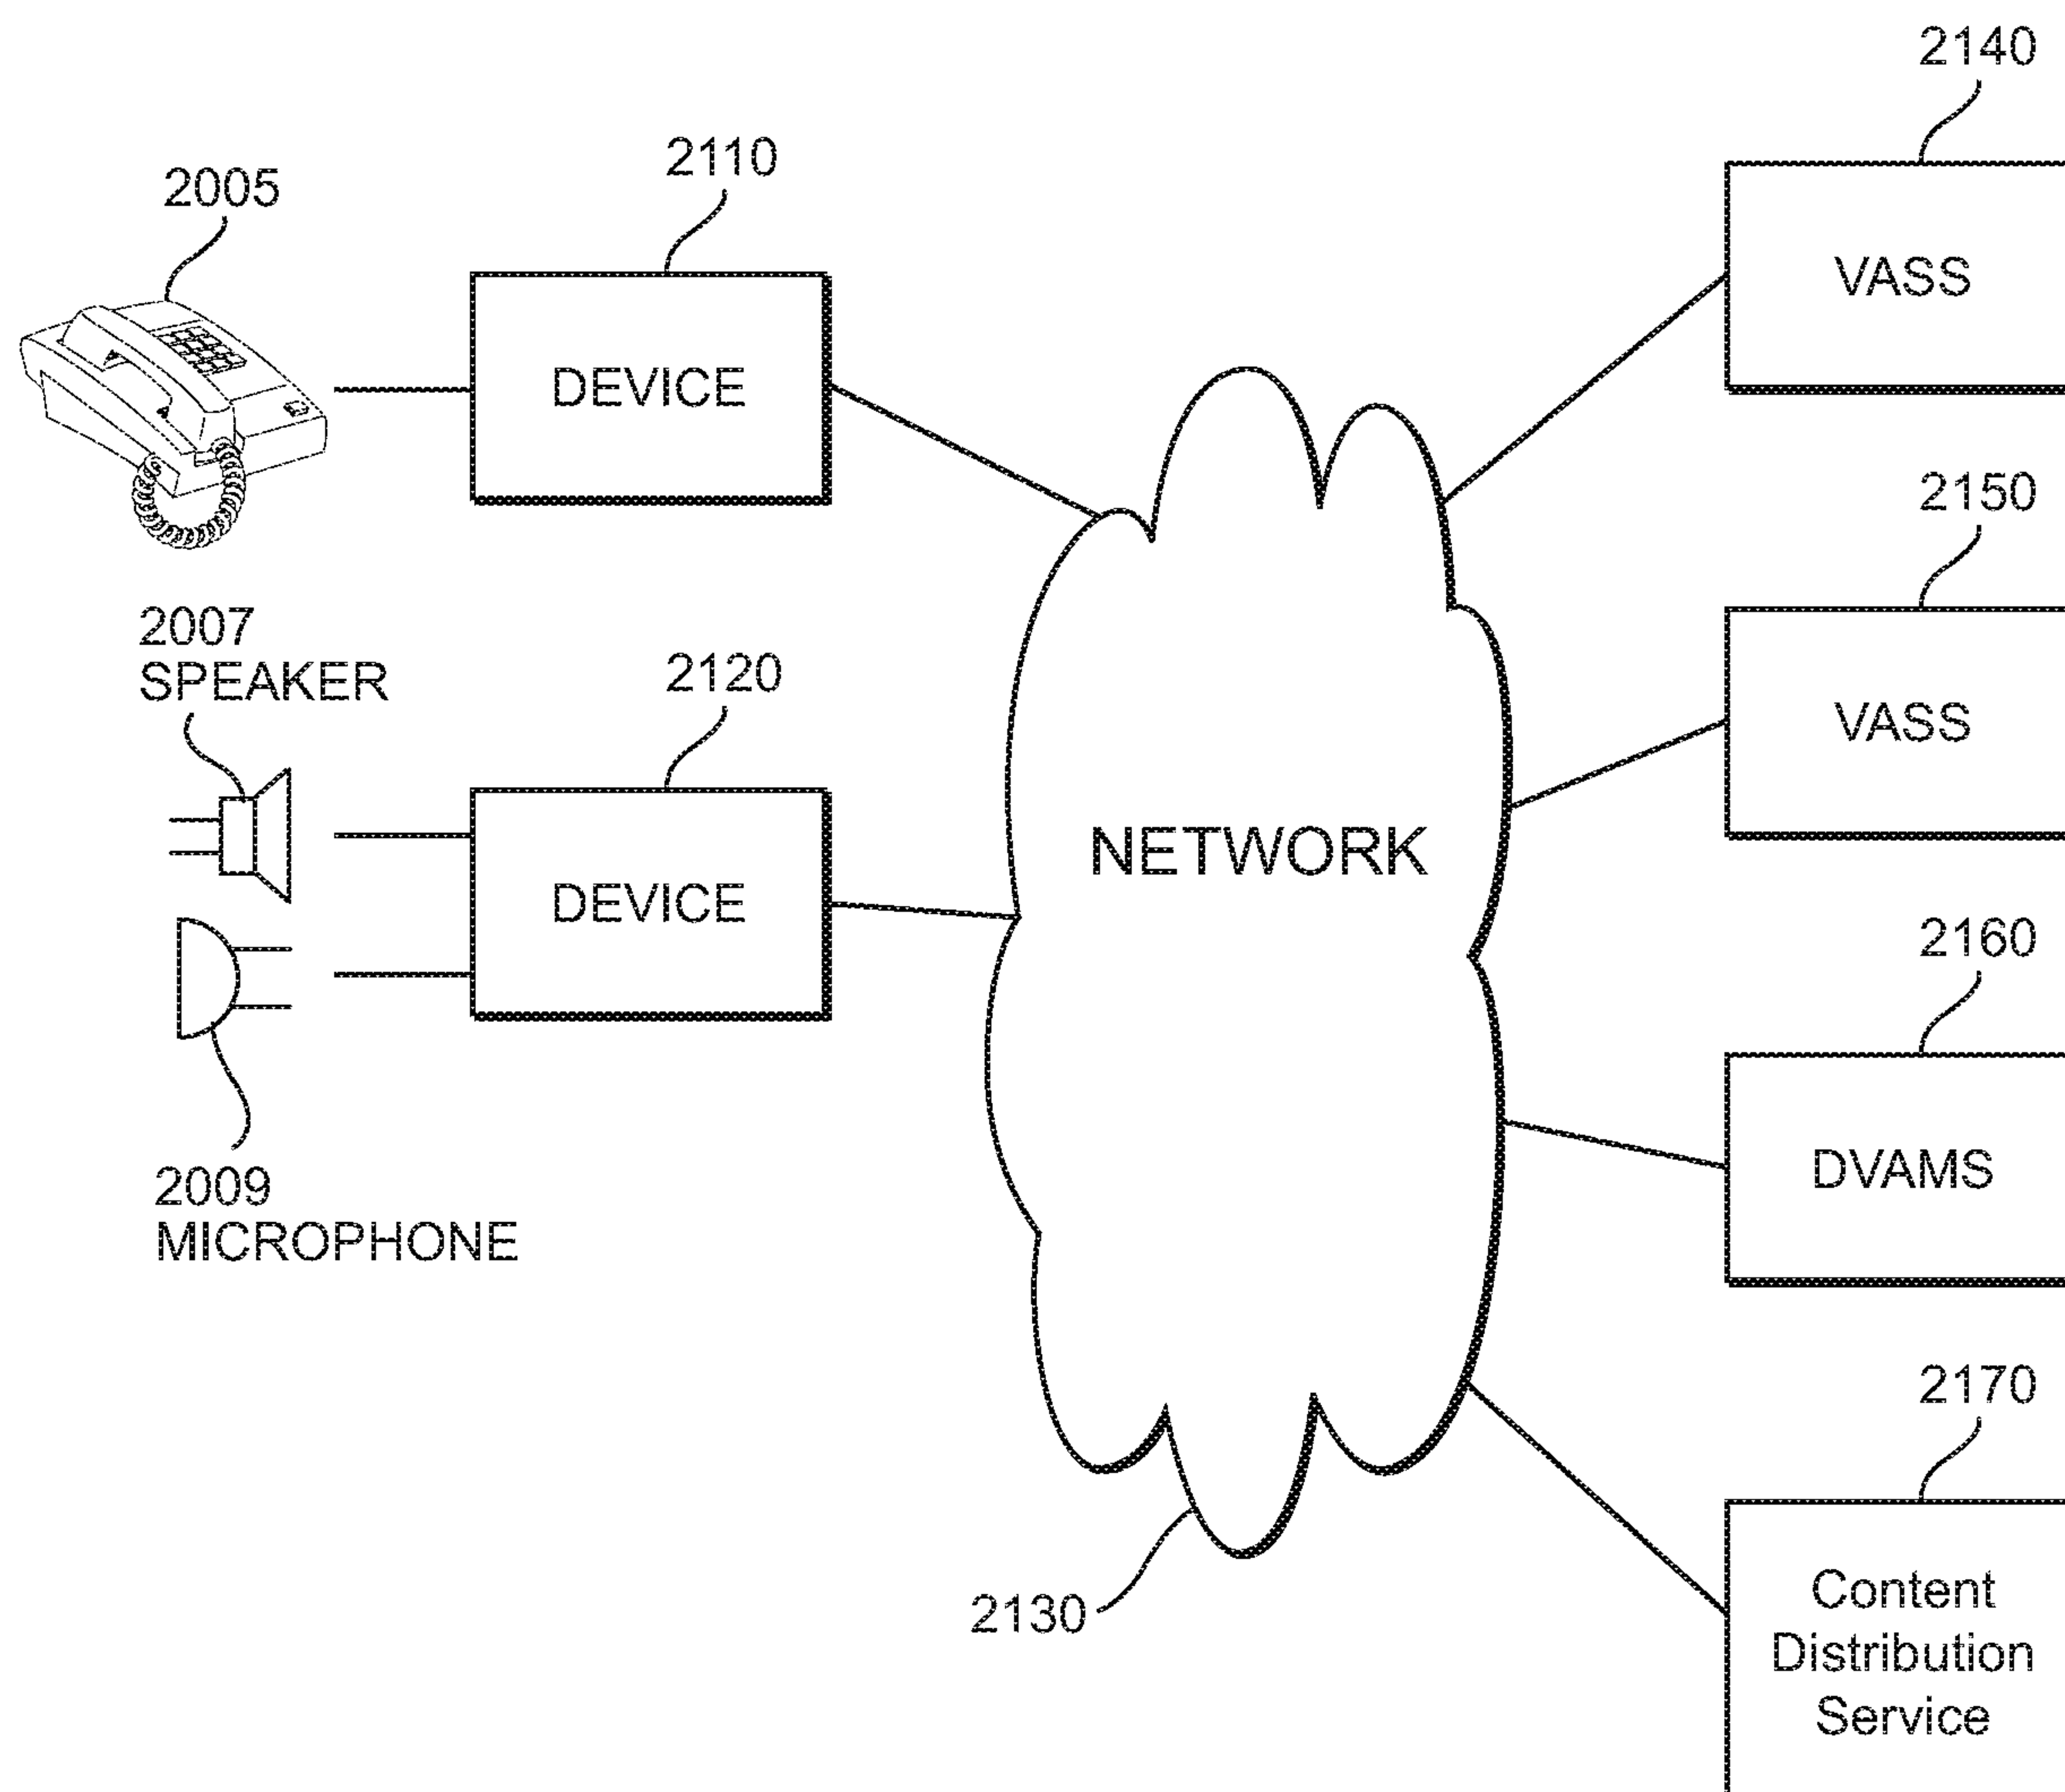 2140
2110
2005
VASS
DEVICE
2150
2007
SPEAKER
2120
VASS
NETWORK
DEVICE
2160
2009
MICROPHONE
DVAMS
2170
2130
Content
Distribution
Service